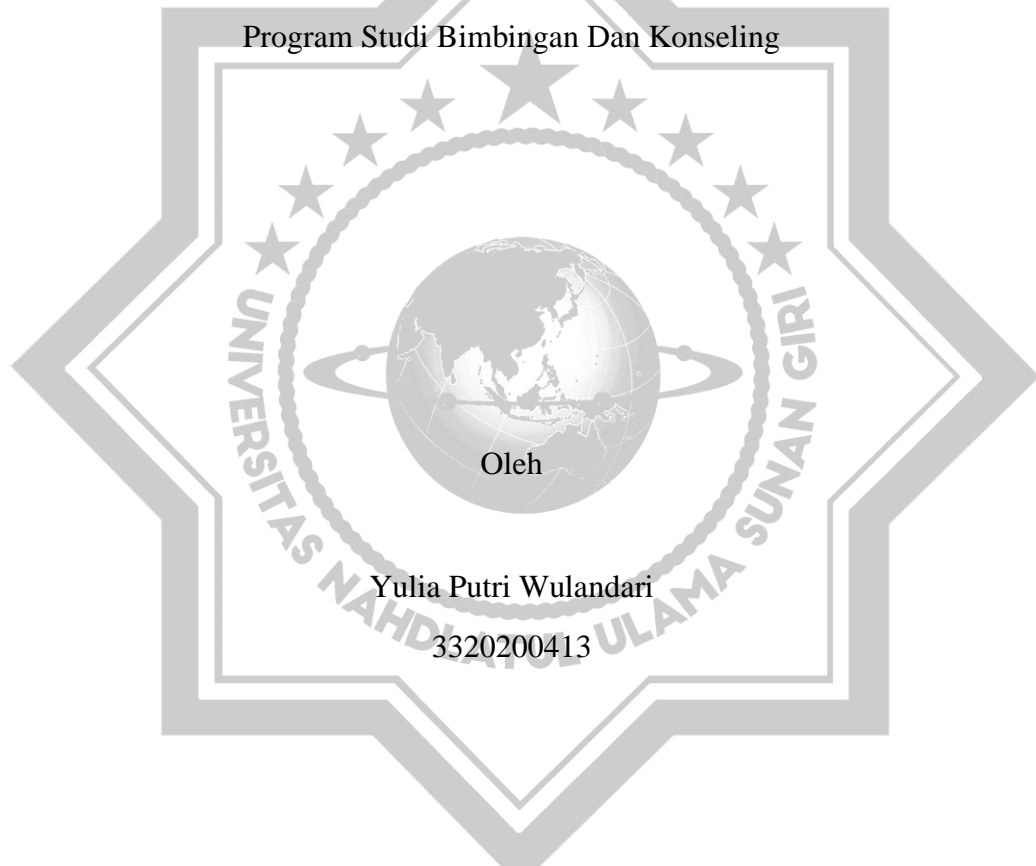 Program Studi Bimbingan Dan Konseling
Oleh
Yulia Putri Wulandari
3320200413
UNIVERSITAS NAHDLATUL ULAMA SUNAN GIRI